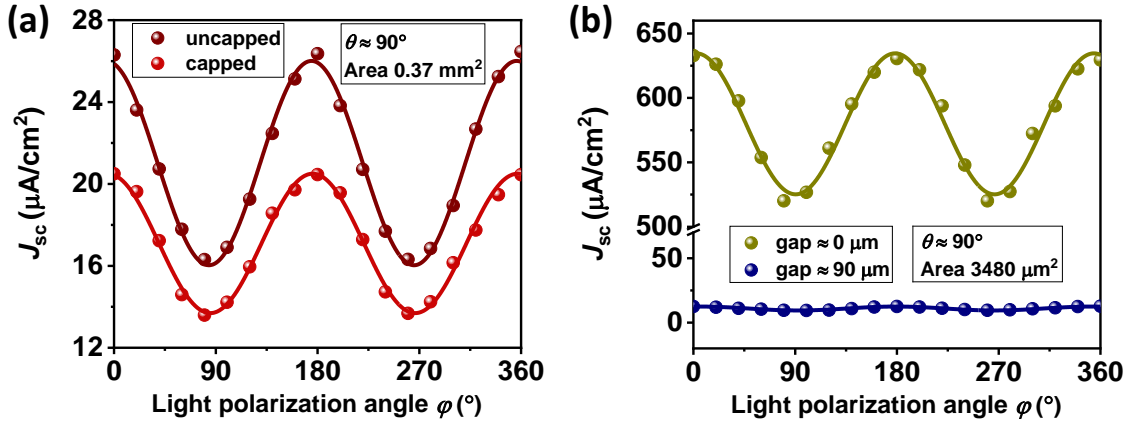 (a)
28
24
20
16
12
J_sc (μA/cm²)
uncapped
capped
θ ≈ 90°
Area 0.37 mm²
0 90 180 270 360
Light polarization angle φ (°)
(b)
650
600
550
500
50
25
0
J_sc (μA/cm²)
gap ≈ 0 μm
gap ≈ 90 μm
θ ≈ 90°
Area 3480 μm²
0 90 180 270 360
Light polarization angle φ (°)